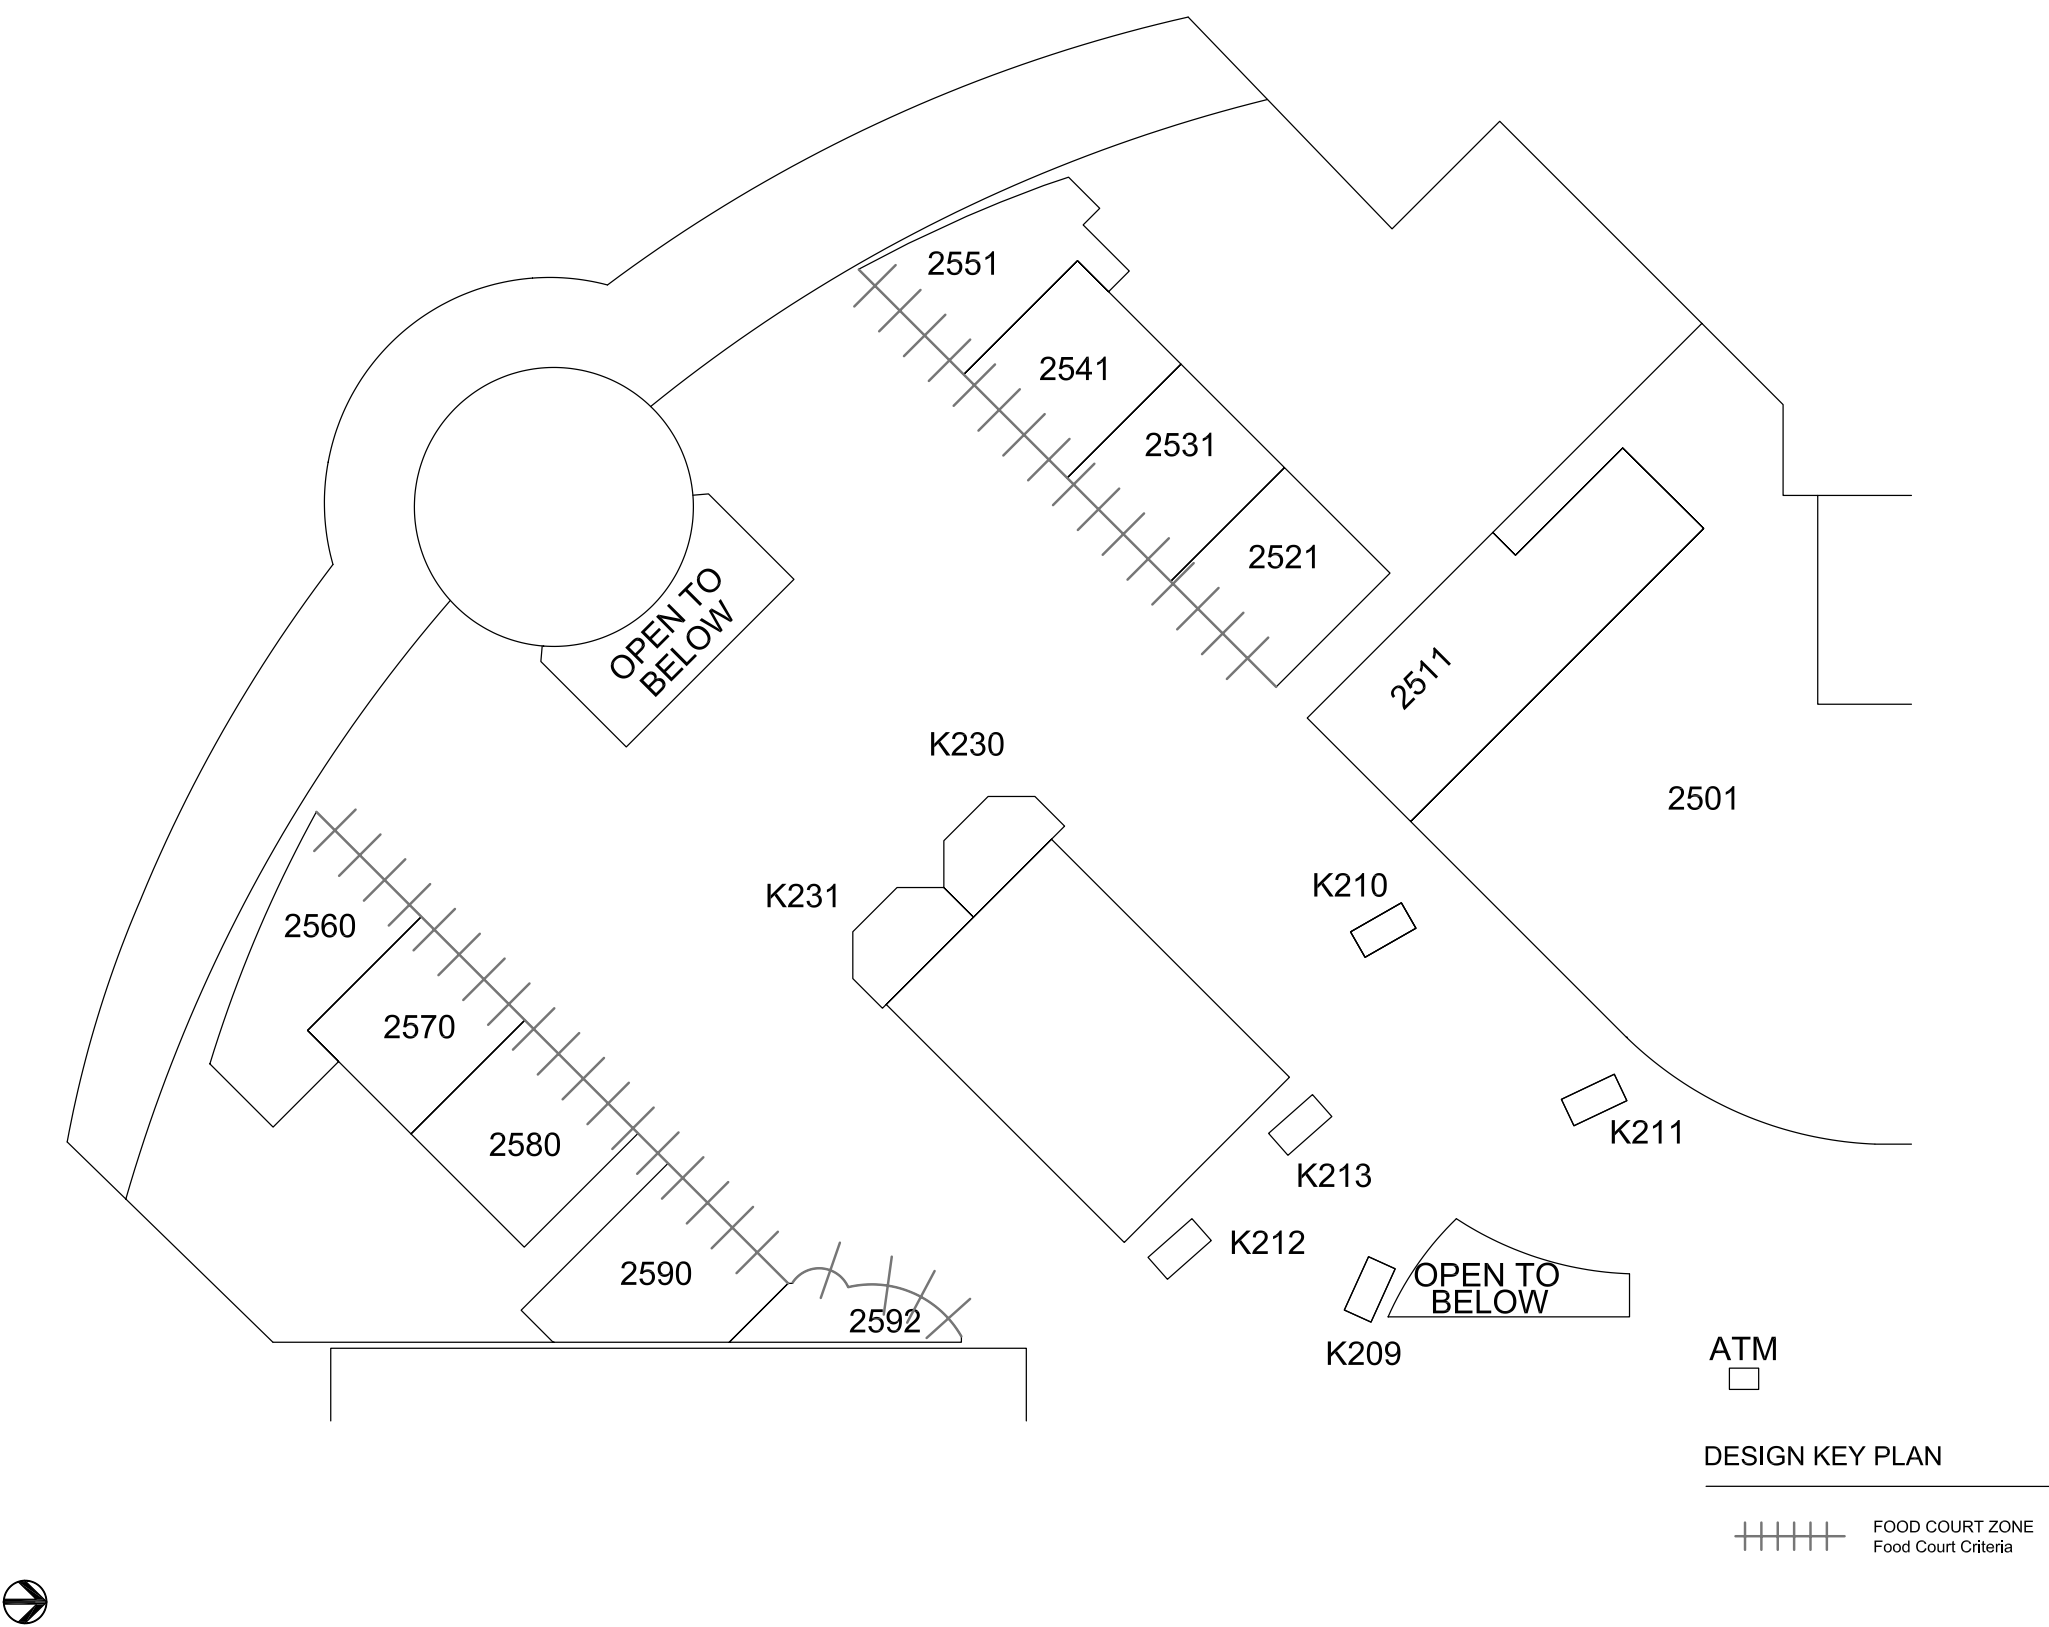 2551
2541
2531
2521
OPEN TO
BELOW
2511
K230
2501
K231
K210
2560
2570
2580
K211
K213
K212
2590
OPEN TO
BELOW
2592
K209
ATM
DESIGN KEY PLAN
FOOD COURT ZONE
Food Court Criteria